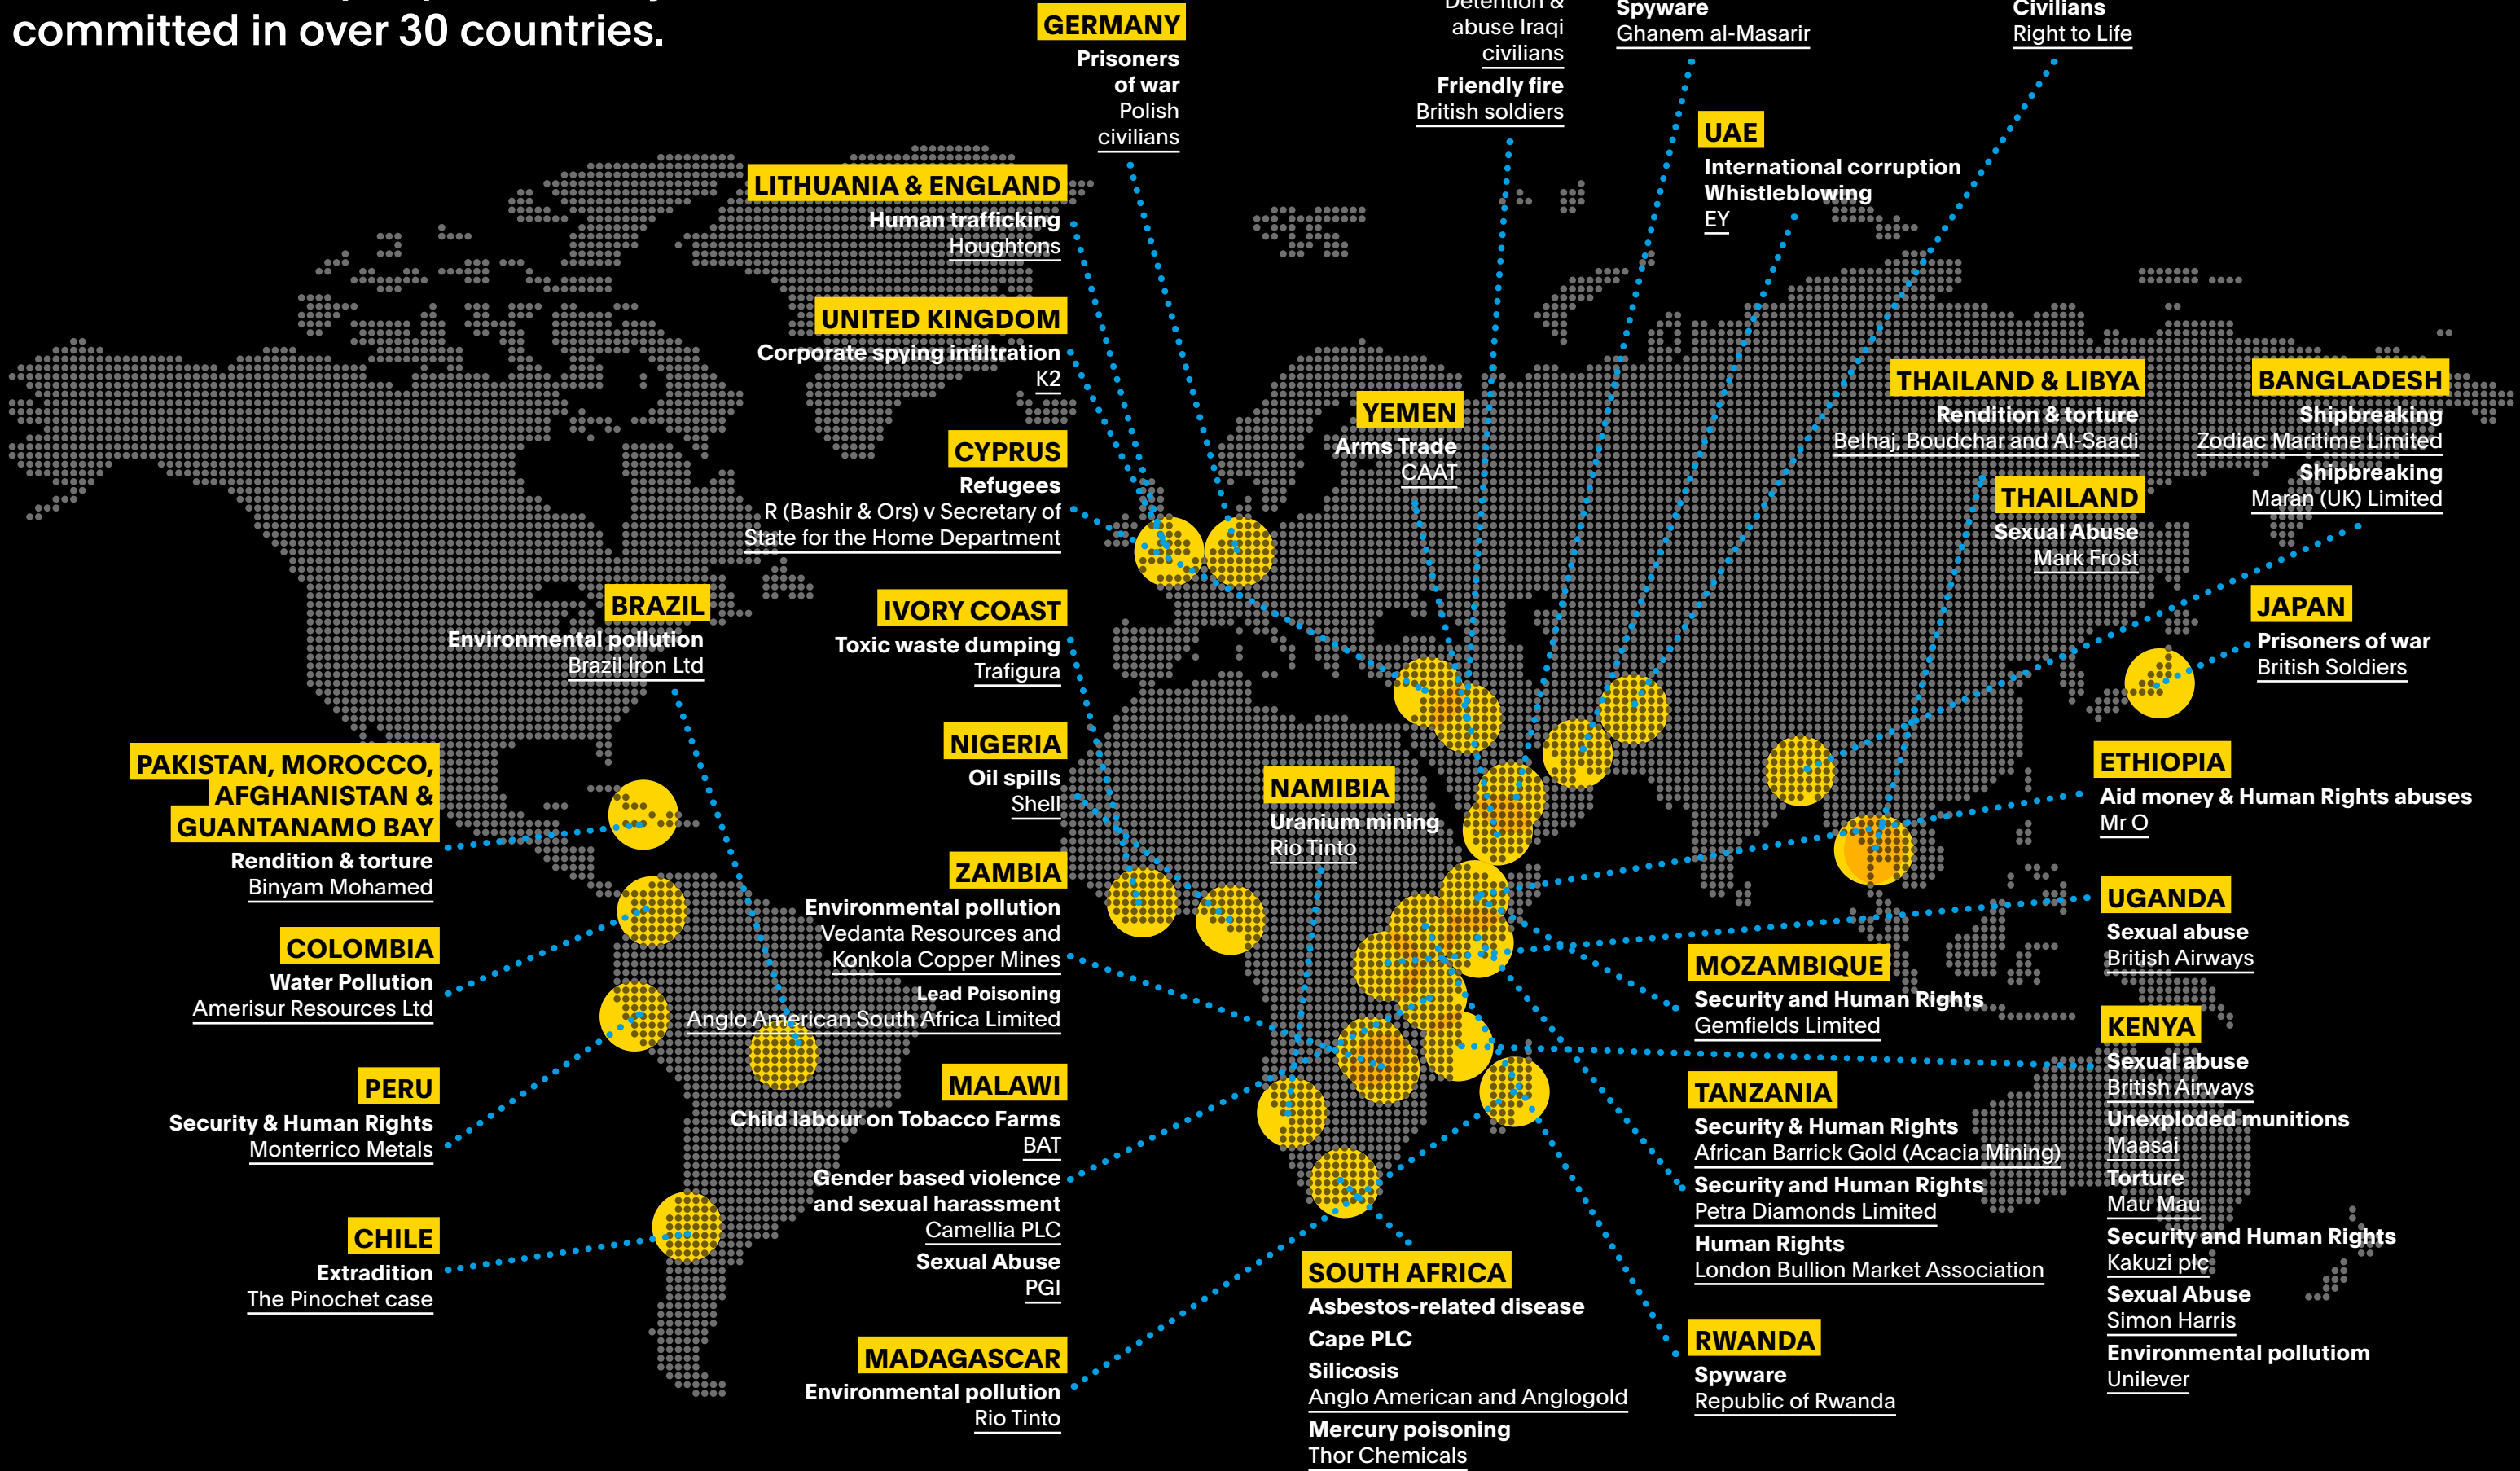 committed in over 30 countries.
GERMANY
Prisoners
of war
Polish
civilians
Detention &
abuse Iraqi
civilians
Friendly fire
British soldiers
Spyware
Ghanem al-Masarir
Civilians
Right to Life
UAE
International corruption
Whistleblowing
EY
LITHUANIA & ENGLAND
Human trafficking
Houghtons
UNITED KINGDOM
Corporate spying infiltration
K2
CYPRUS
Refugees
R (Bashir & Ors) v Secretary of
State for the Home Department
YEMEN
Arms Trade
CAAT
THAILAND & LIBYA
Rendition & torture
Belhaj, Boudchar and Al-Saadi
BANGLADESH
Shipbreaking
Zodiac Maritime Limited
Shipbreaking
Maran (UK) Limited
THAILAND
Sexual Abuse
Mark Frost
BRAZIL
Environmental pollution
Brazil Iron Ltd
IVORY COAST
Toxic waste dumping
Trafigura
JAPAN
Prisoners of war
British Soldiers
PAKISTAN, MOROCCO,
AFGHANISTAN &
GUANTANAMO BAY
Rendition & torture
Binyam Mohamed
NIGERIA
Oil spills
Shell
NAMIBIA
Uranium mining
Rio Tinto
ETHIOPIA
Aid money & Human Rights abuses
Mr O
ZAMBIA
Environmental pollution
Vedanta Resources and
Konkola Copper Mines
Lead Poisoning
Anglo American South Africa Limited
COLOMBIA
Water Pollution
Amerisur Resources Ltd
UGANDA
Sexual abuse
British Airways
MOZAMBIQUE
Security and Human Rights
Gemfields Limited
KENYA
Sexual abuse
British Airways
Unexploded munitions
Maasai
Torture
Mau Mau
Security and Human Rights
Kakuzi plc
Sexual Abuse
Simon Harris
Environmental pollutiom
Unilever
PERU
Security & Human Rights
Monterrico Metals
MALAWI
Child labour on Tobacco Farms
BAT
Gender based violence
and sexual harassment
Camellia PLC
Sexual Abuse
PGI
TANZANIA
Security & Human Rights
African Barrick Gold (Acacia Mining)
Security and Human Rights
Petra Diamonds Limited
Human Rights
London Bullion Market Association
CHILE
Extradition
The Pinochet case
SOUTH AFRICA
Asbestos-related disease
Cape PLC
Silicosis
Anglo American and Anglogold
Mercury poisoning
Thor Chemicals
MADAGASCAR
Environmental pollution
Rio Tinto
RWANDA
Spyware
Republic of Rwanda